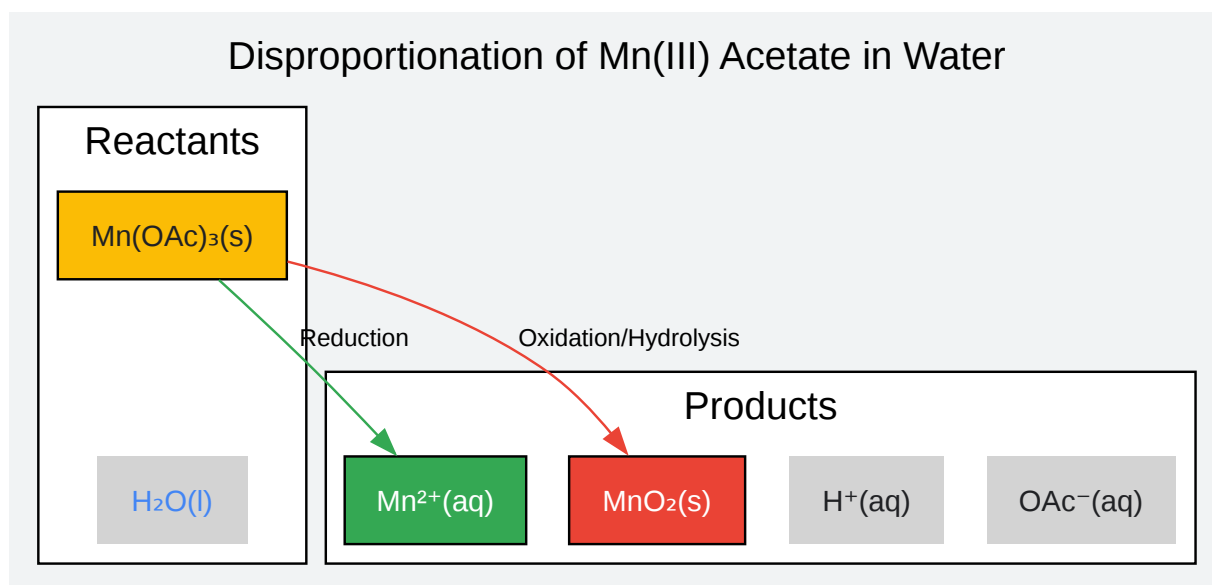 Disproportionation of Mn(III) Acetate in Water
Reactants
Mn(OAc)₃(s)
Reduction
Oxidation/Hydrolysis
Products
H₂O(l)
Mn²⁺(aq)
MnO₂(s)
H⁺(aq)
OAc⁻(aq)